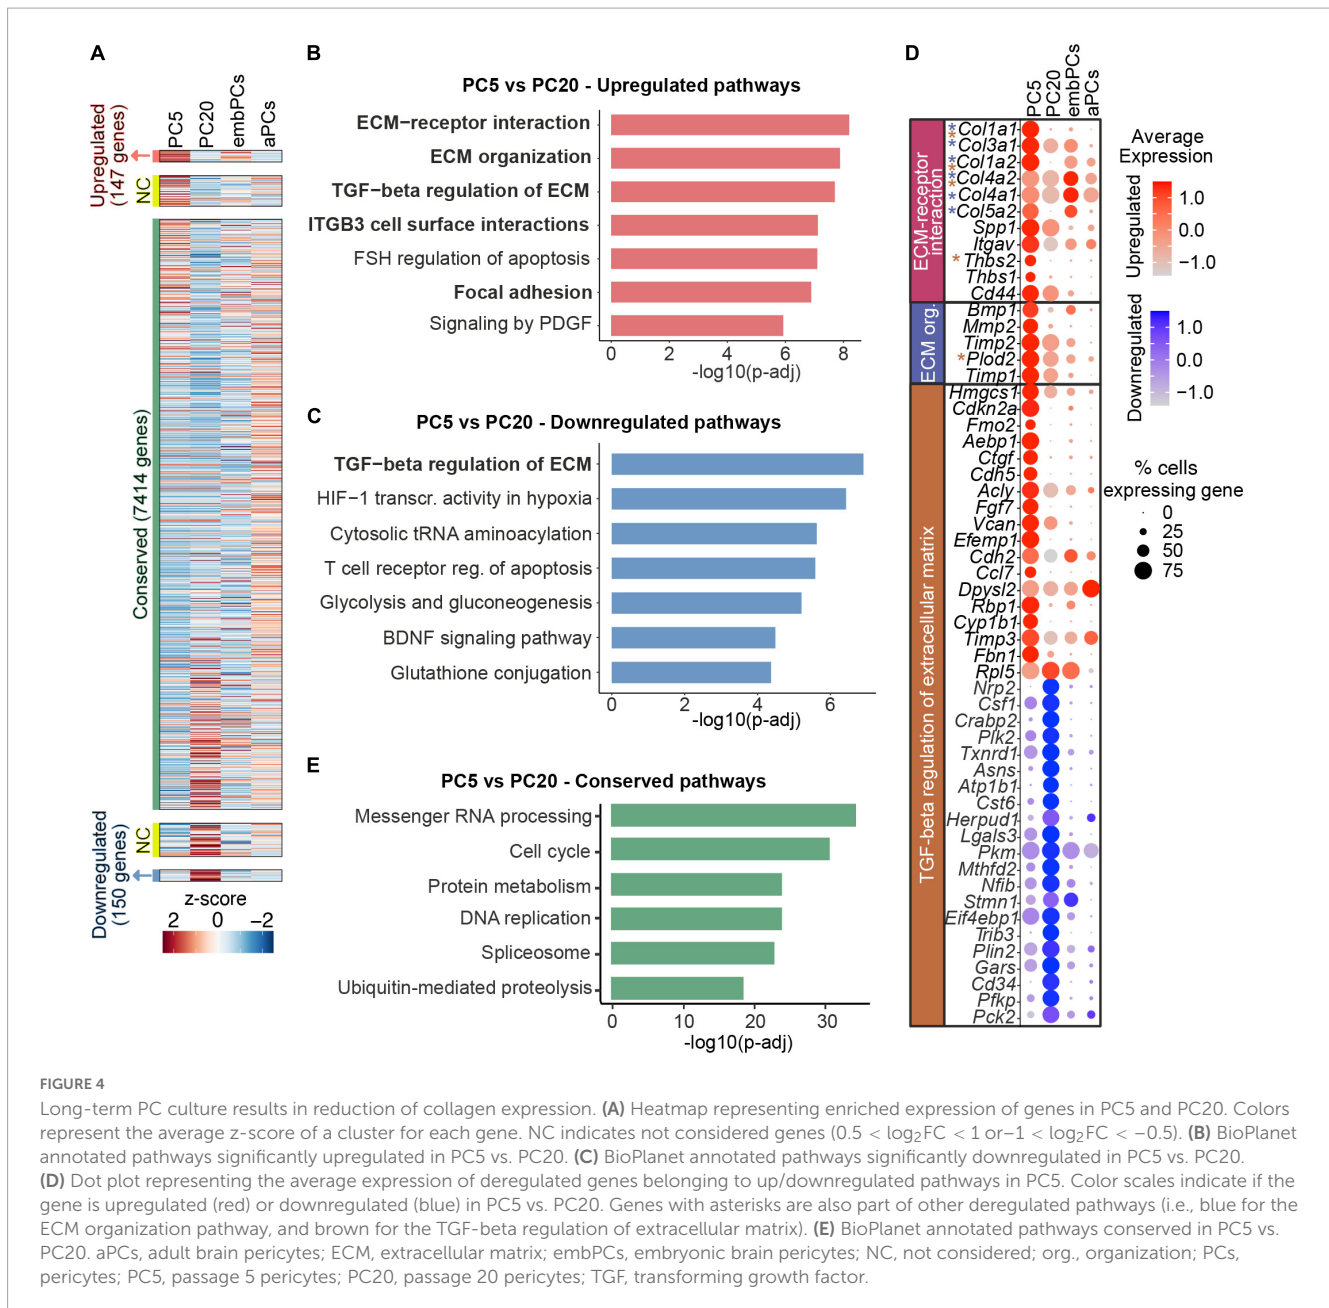 A
PC5
PC20
embPCs
aPCs
Upregulated
(147 genes)
NC
Conserved (7414 genes)
NC
Downregulated
(150 genes)
z-score
2 0 −2
B
PC5 vs PC20 - Upregulated pathways
ECM−receptor interaction
ECM organization
TGF−beta regulation of ECM
ITGB3 cell surface interactions
FSH regulation of apoptosis
Focal adhesion
Signaling by PDGF
0 2 4 6 8
-log10(p-adj)
C
PC5 vs PC20 - Downregulated pathways
TGF−beta regulation of ECM
HIF−1 transcr. activity in hypoxia
Cytosolic tRNA aminoacylation
T cell receptor reg. of apoptosis
Glycolysis and gluconeogenesis
BDNF signaling pathway
Glutathione conjugation
0 2 4 6
-log10(p-adj)
E
PC5 vs PC20 - Conserved pathways
Messenger RNA processing
Cell cycle
Protein metabolism
DNA replication
Spliceosome
Ubiquitin-mediated proteolysis
0 10 20 30
-log10(p-adj)
D
PC5
PC20
embPCs
aPCs
ECM-receptor
interaction
ECM org.
TGF-beta regulation of extracellular matrix
**Col1a1
*Col3a1
**Col1a2
**Col4a2
**Col4a1
*Col5a2
Spp1
Itgav
*Thbs2
Thbs1
Cd44
Bmp1
Mmp2
Timp2
*Plod2
Timp1
Hmgcs1
Cdkn2a
Fmo2
Aebp1
Ctgf
Cdh5
Acly
Fgf7
Vcan
Efemp1
Cdh2
Ccl7
Dpysl2
Rbp1
Cyp1b1
Timp3
Fbn1
Rpl5
Nrp2
Csf1
Crabp2
Plk2
Txnrd1
Asns
Atp1b1
Cst6
Herpud1
Lgals3
Pkm
Mthfd2
Nfib
Stmn1
Eif4ebp1
Trib3
Plin2
Gars
Cd34
Pfkp
Pck2
Average
Expression
Upregulated
1.0
0.0
−1.0
Downregulated
1.0
0.0
−1.0
% cells
expressing gene
0
25
50
75
FIGURE 4
Long-term PC culture results in reduction of collagen expression. (A) Heatmap representing enriched expression of genes in PC5 and PC20. Colors
represent the average z-score of a cluster for each gene. NC indicates not considered genes (0.5 < log₂FC < 1 or–1 < log₂FC < −0.5). (B) BioPlanet
annotated pathways significantly upregulated in PC5 vs. PC20. (C) BioPlanet annotated pathways significantly downregulated in PC5 vs. PC20.
(D) Dot plot representing the average expression of deregulated genes belonging to up/downregulated pathways in PC5. Color scales indicate if the
gene is upregulated (red) or downregulated (blue) in PC5 vs. PC20. Genes with asterisks are also part of other deregulated pathways (i.e., blue for the
ECM organization pathway, and brown for the TGF-beta regulation of extracellular matrix). (E) BioPlanet annotated pathways conserved in PC5 vs.
PC20. aPCs, adult brain pericytes; ECM, extracellular matrix; embPCs, embryonic brain pericytes; NC, not considered; org., organization; PCs,
pericytes; PC5, passage 5 pericytes; PC20, passage 20 pericytes; TGF, transforming growth factor.